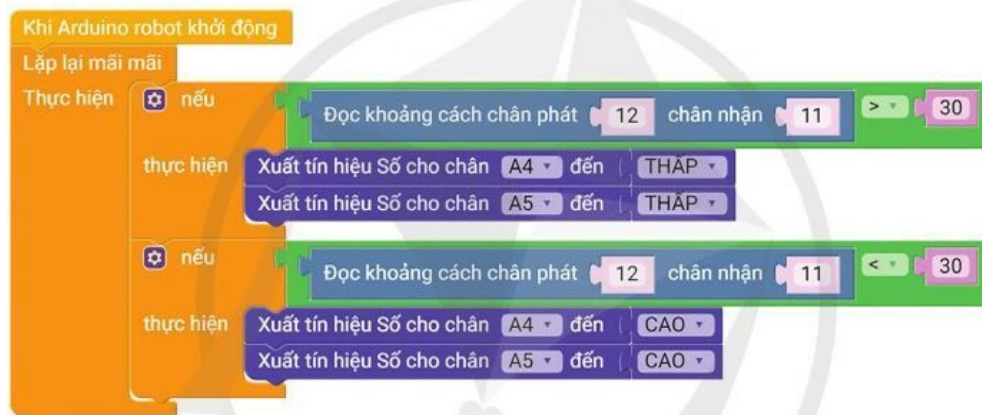 Khi Arduino robot khởi động
Lặp lại mãi mãi
Thực hiện nếu Đọc khoảng cách chân phát 12 chân nhận 11 > 30
thực hiện Xuất tín hiệu Số cho chân A4 đến THẤP
Xuất tín hiệu Số cho chân A5 đến THẤP
nếu Đọc khoảng cách chân phát 12 chân nhận 11 < 30
thực hiện Xuất tín hiệu Số cho chân A4 đến CAO
Xuất tín hiệu Số cho chân A5 đến CAO